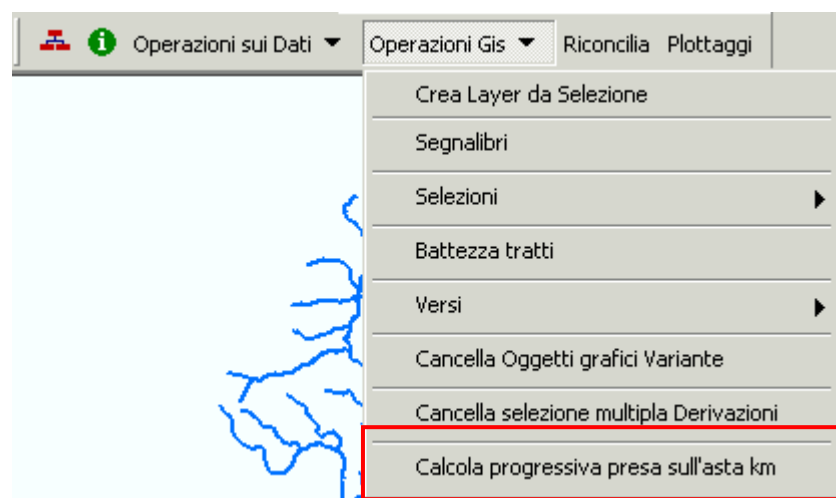 Operazioni sui Dati Operazioni Gis Riconcilia Plottaggi
Crea Layer da Selezione
Segnalibri
Selezioni
Battezza tratti
Versi
Cancella Oggetti grafici Variante
Cancella selezione multipla Derivazioni
Calcola progressiva presa sull'asta km